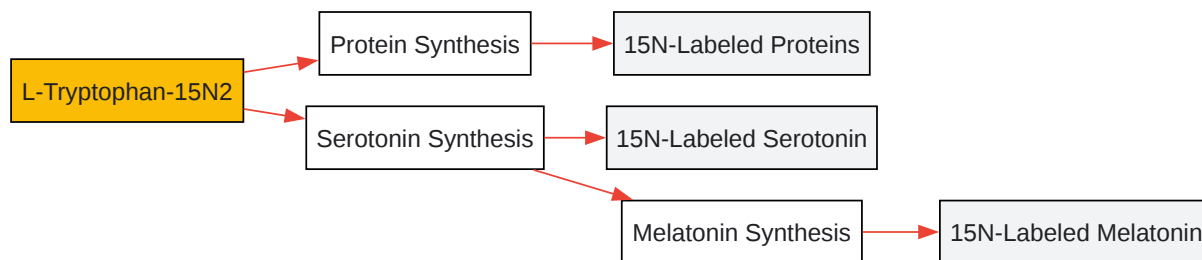 L-Tryptophan-15N2
Protein Synthesis
15N-Labeled Proteins
Serotonin Synthesis
15N-Labeled Serotonin
Melatonin Synthesis
15N-Labeled Melatonin